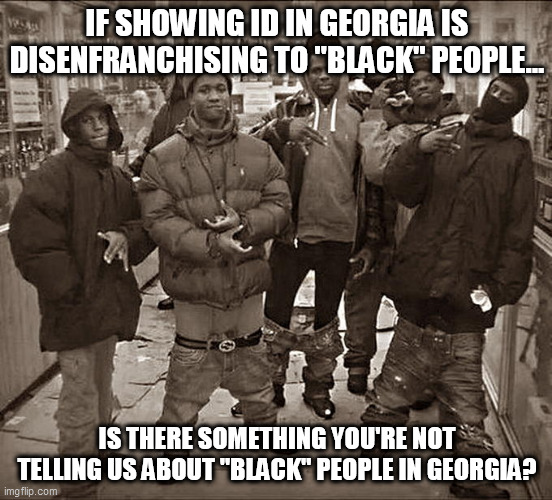 IF SHOWING ID IN GEORGIA IS
DISENFRANCHISING TO "BLACK" PEOPLE...
IS THERE SOMETHING YOU'RE NOT
TELLING US ABOUT "BLACK" PEOPLE IN GEORGIA?
imgflip.com